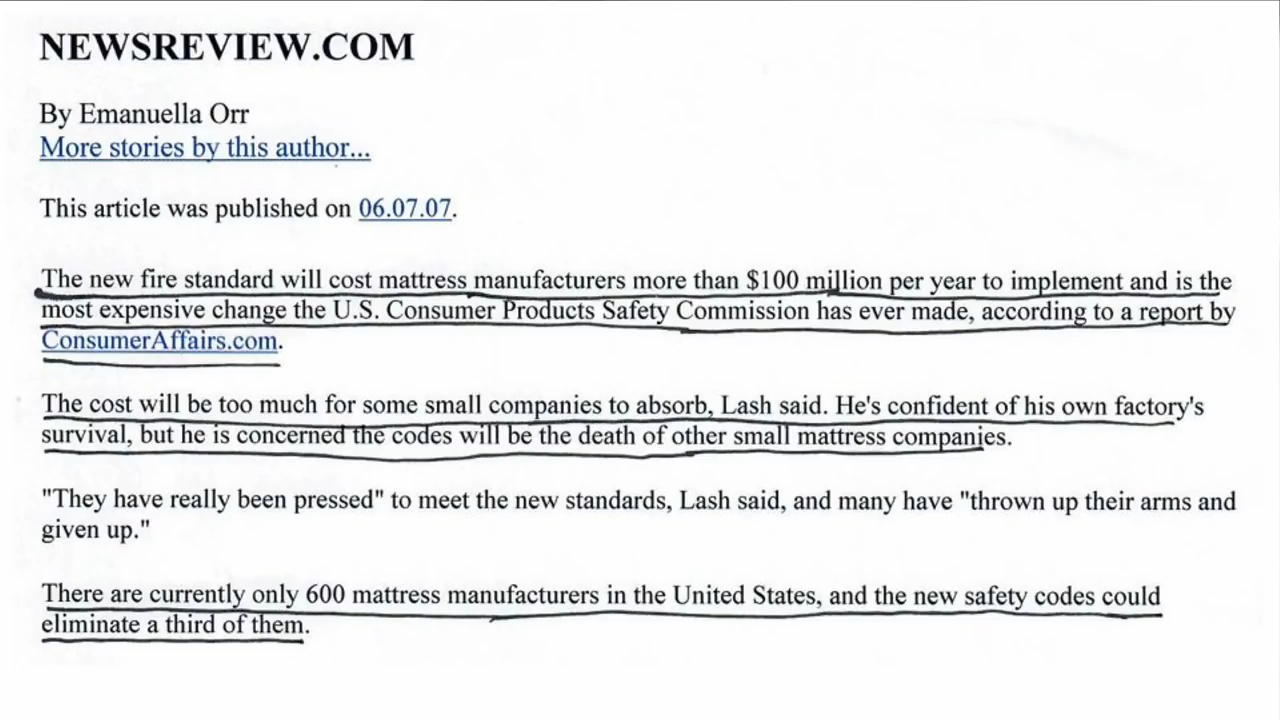 NEWSREVIEW.COM
By Emanuella Orr
More stories by this author...
This article was published on 06.07.07.
The new fire standard will cost mattress manufacturers more than $100 million per year to implement and is the
most expensive change the U.S. Consumer Products Safety Commission has ever made, according to a report by
ConsumerAffairs.com.
The cost will be too much for some small companies to absorb, Lash said. He's confident of his own factory's
survival, but he is concerned the codes will be the death of other small mattress companies.
"They have really been pressed" to meet the new standards, Lash said, and many have "thrown up their arms and
given up."
There are currently only 600 mattress manufacturers in the United States, and the new safety codes could
eliminate a third of them.